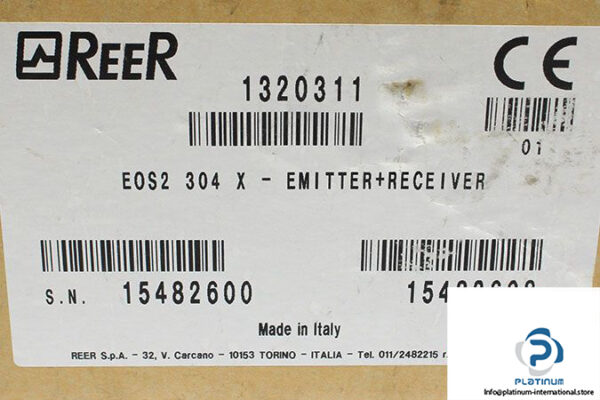 REER
CE
1320311
01
EOS2 304 X - EMITTER+RECEIVER
S.N. 15482600
Made in Italy
REER S.p.A. - 32, V. Carcano - 10153 TORINO - ITALIA - Tel. 011/2482215 r.
PLATINUM
Info@platinum-international.store